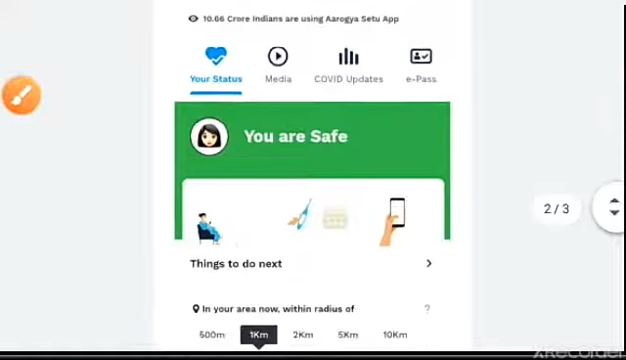 10.66 Crore Indians are using Aarogya Setu App
Your Status Media COVID Updates e-Pass
You are Safe
2/3
Things to do next
In your area now, within radius of ?
500m 1Km 2Km 5Km 10Km
XRecorder